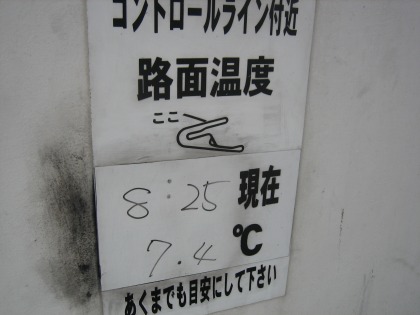 コントロールライン付近
路面温度
ここ
8:25 現在
7.4 ℃
あくまでも目安にして下さい